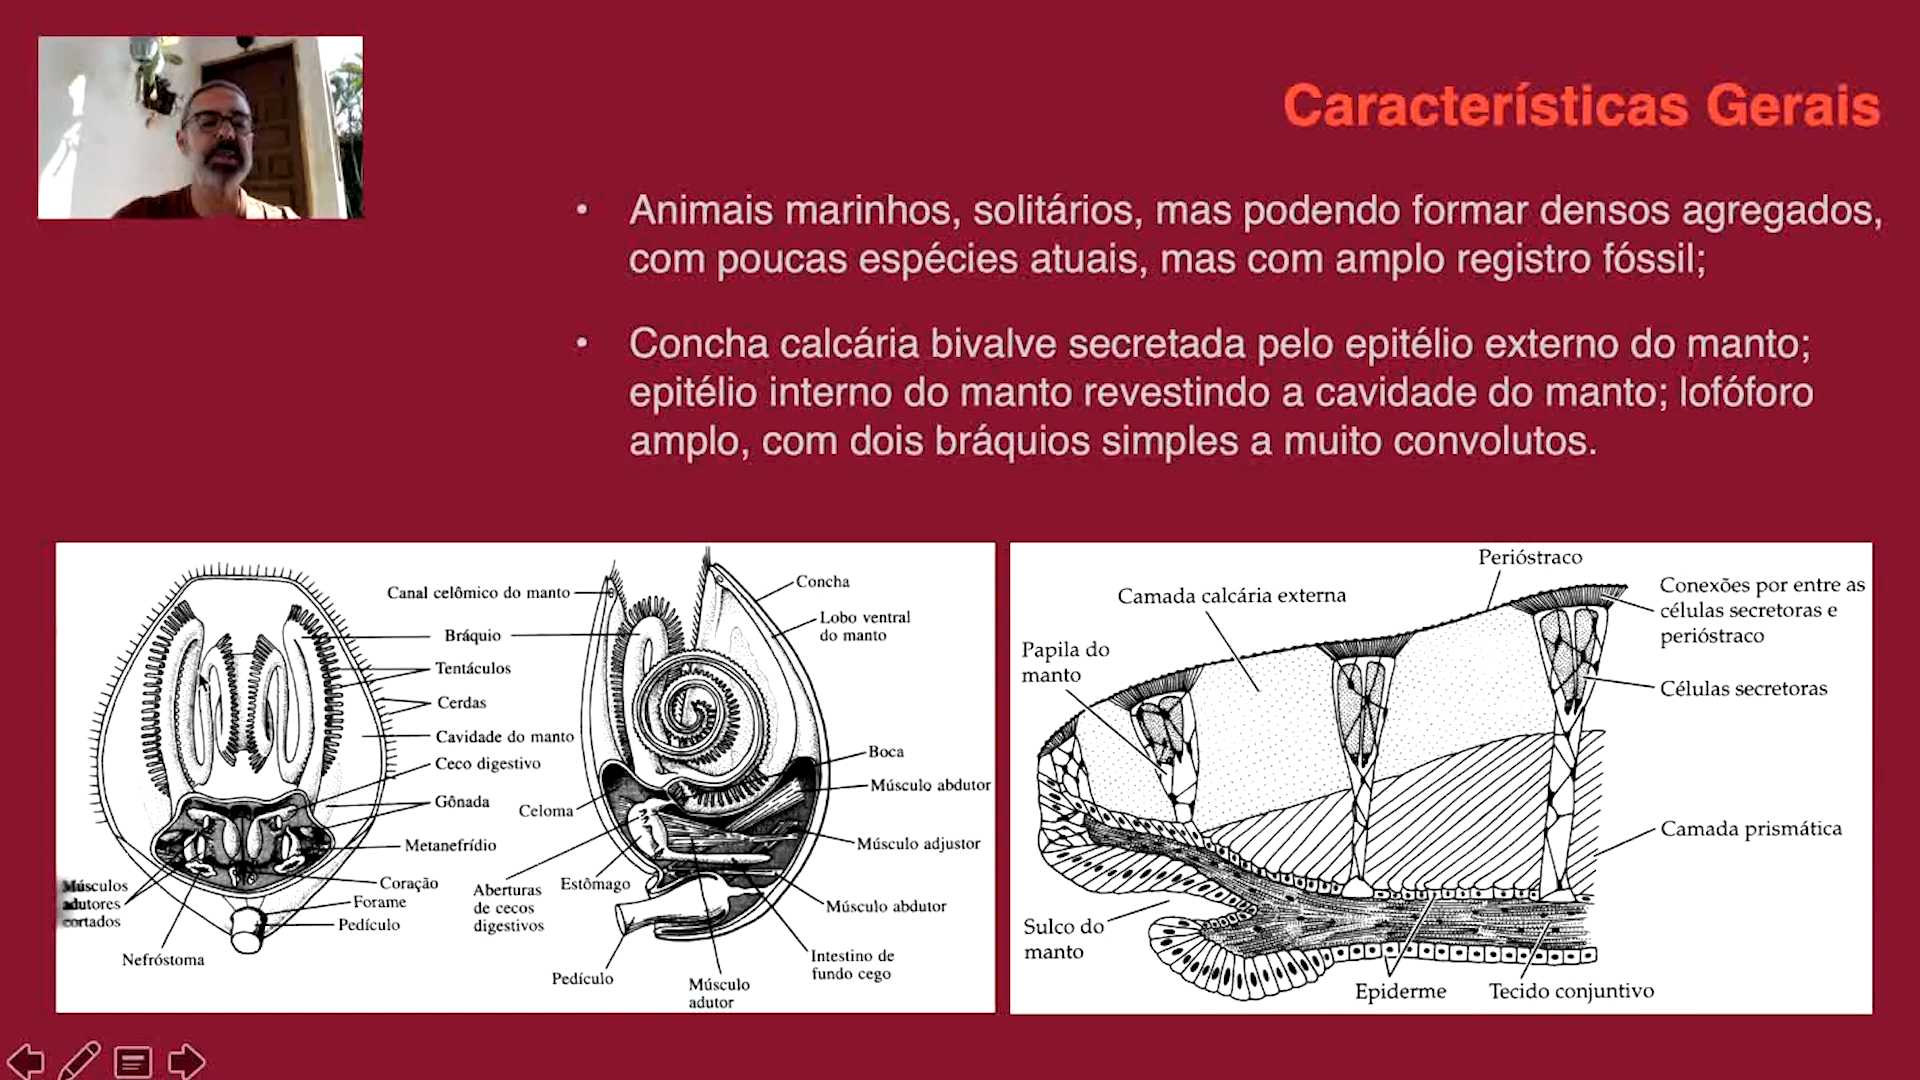 Características Gerais
• Animais marinhos, solitários, mas podendo formar densos agregados,
com poucas espécies atuais, mas com amplo registro fóssil;
• Concha calcária bivalve secretada pelo epitélio externo do manto;
epitélio interno do manto revestindo a cavidade do manto; lofóforo
amplo, com dois bráquios simples a muito convolutos.
Canal celômico do manto
Bráquio
Tentáculos
Cerdas
Cavidade do manto
Ceco digestivo
Gônada
Metanefrídio
Coração
Forame
Pedículo
Músculos
adutores
cortados
Nefróstoma
Concha
Lobo ventral
do manto
Boca
Músculo abdutor
Celoma
Músculo adjustor
Estômago
Aberturas
de cecos
digestivos
Músculo abdutor
Intestino de
fundo cego
Pedículo
Músculo
adutor
Perióstraco
Camada calcária externa
Conexões por entre as
células secretoras e
perióstraco
Papila do
manto
Células secretoras
Camada prismática
Sulco do
manto
Epiderme
Tecido conjuntivo